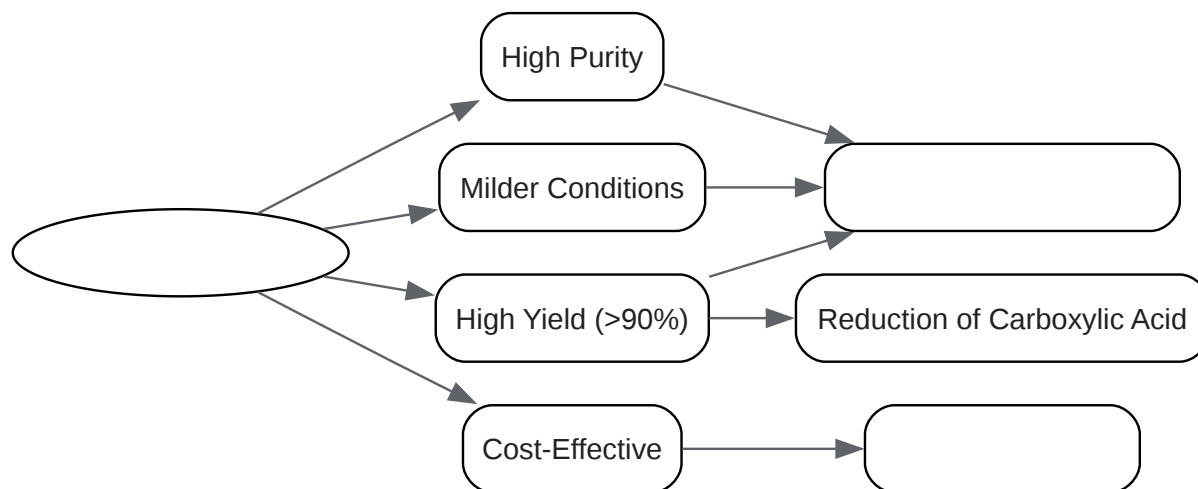 High Purity
Milder Conditions
High Yield (>90%)
Reduction of Carboxylic Acid
Cost-Effective